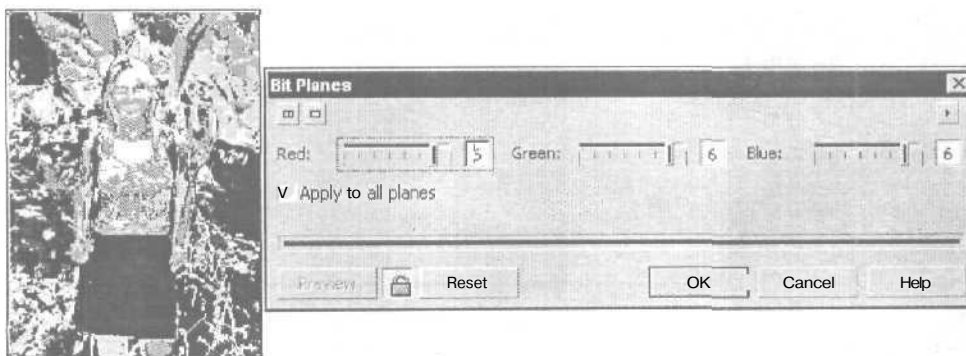 Bit Planes
Red: 5 Green: 6 Blue: 6
V Apply to all planes
Preview Reset OK Cancel Help